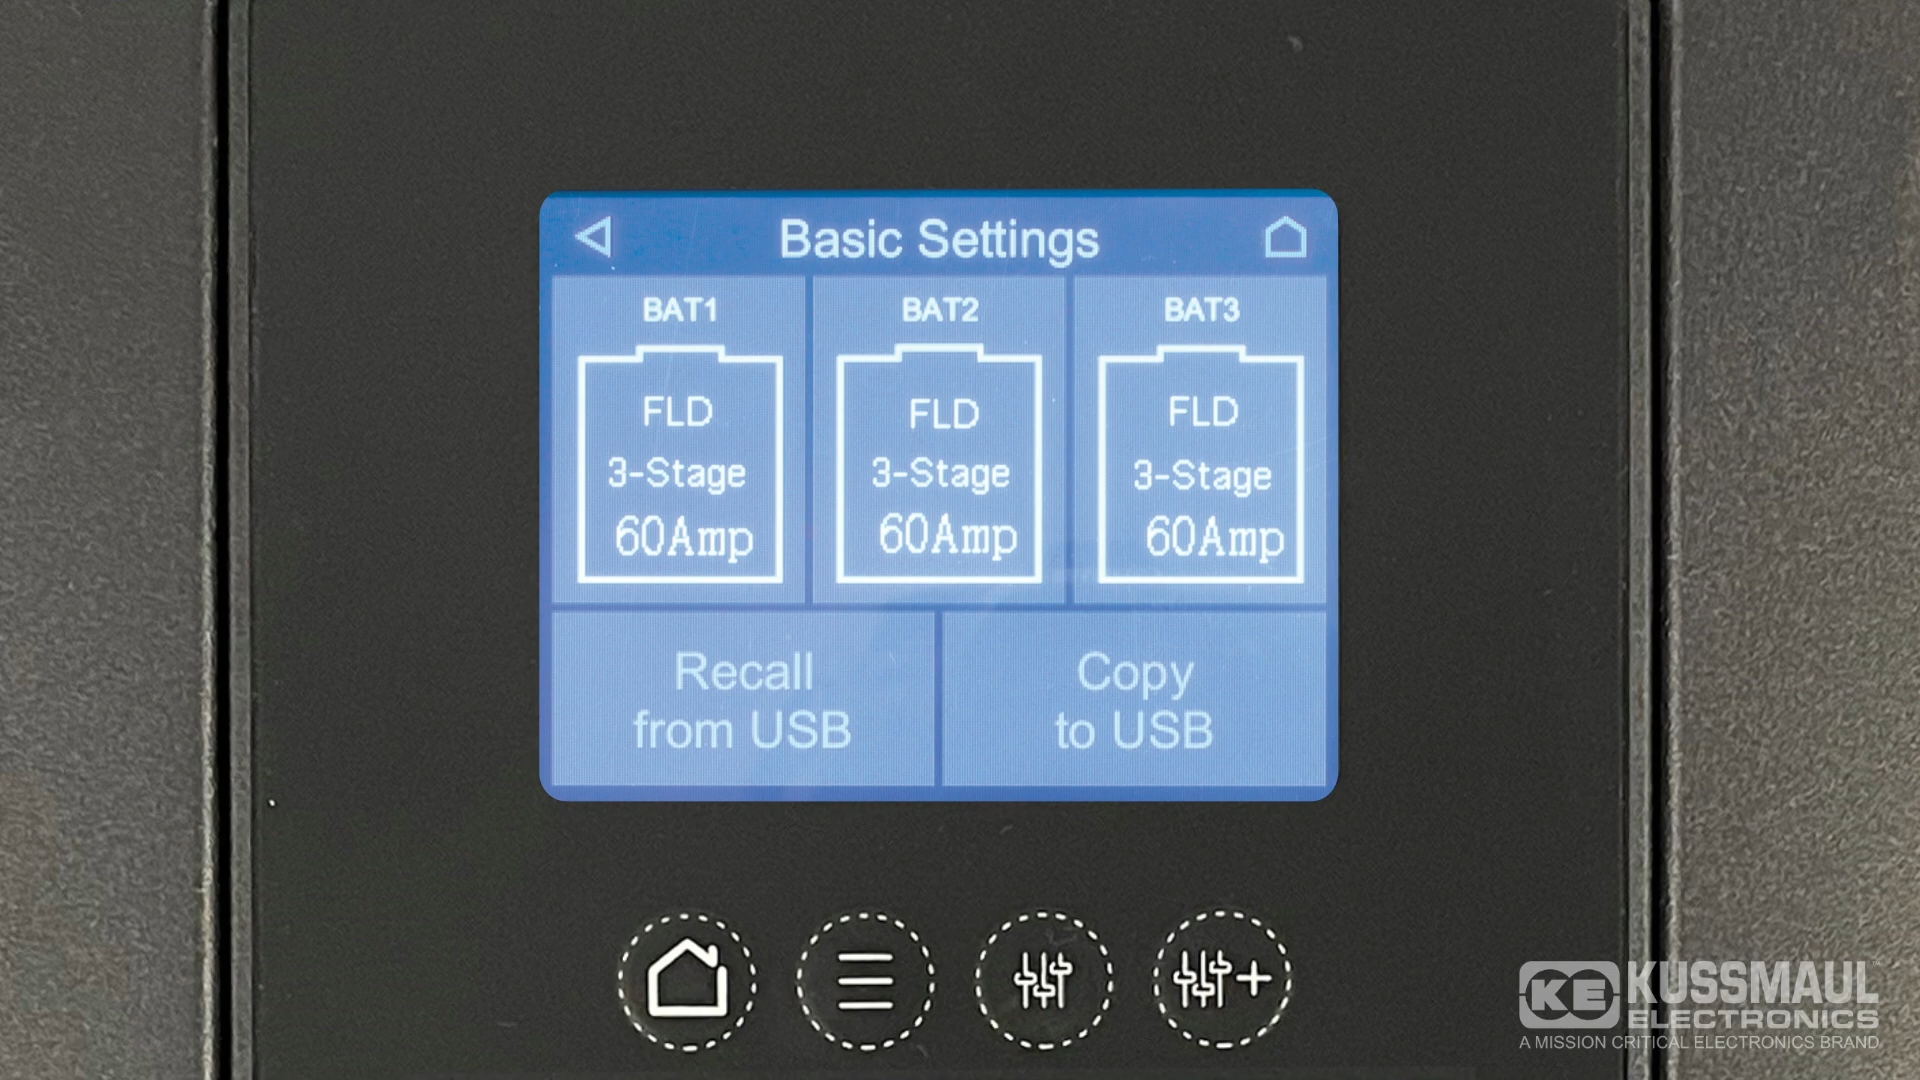 Basic Settings
BAT1
FLD
3-Stage
60Amp
BAT2
FLD
3-Stage
60Amp
BAT3
FLD
3-Stage
60Amp
Recall
from USB
Copy
to USB
KE KUSSMAUL™
ELECTRONICS
A MISSION CRITICAL ELECTRONICS BRAND